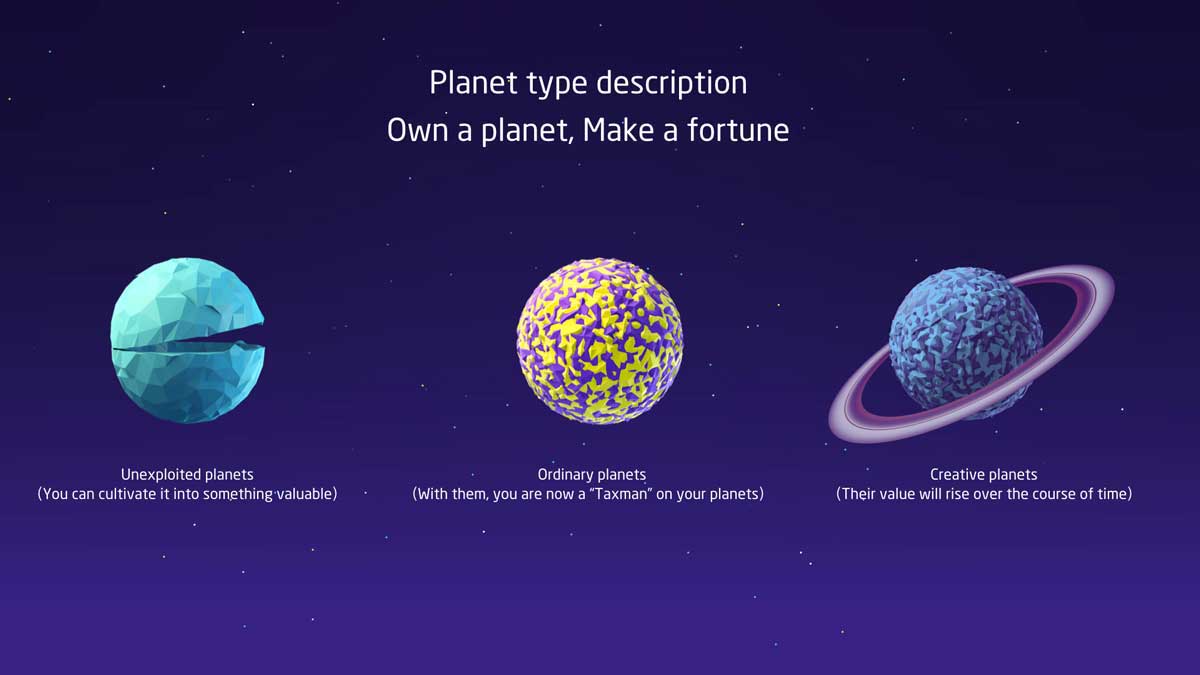 Planet type description
Own a planet, Make a fortune
Unexploited planets
(You can cultivate it into something valuable)
Ordinary planets
(With them, you are now a “Taxman” on your planets)
Creative planets
(Their value will rise over the course of time)